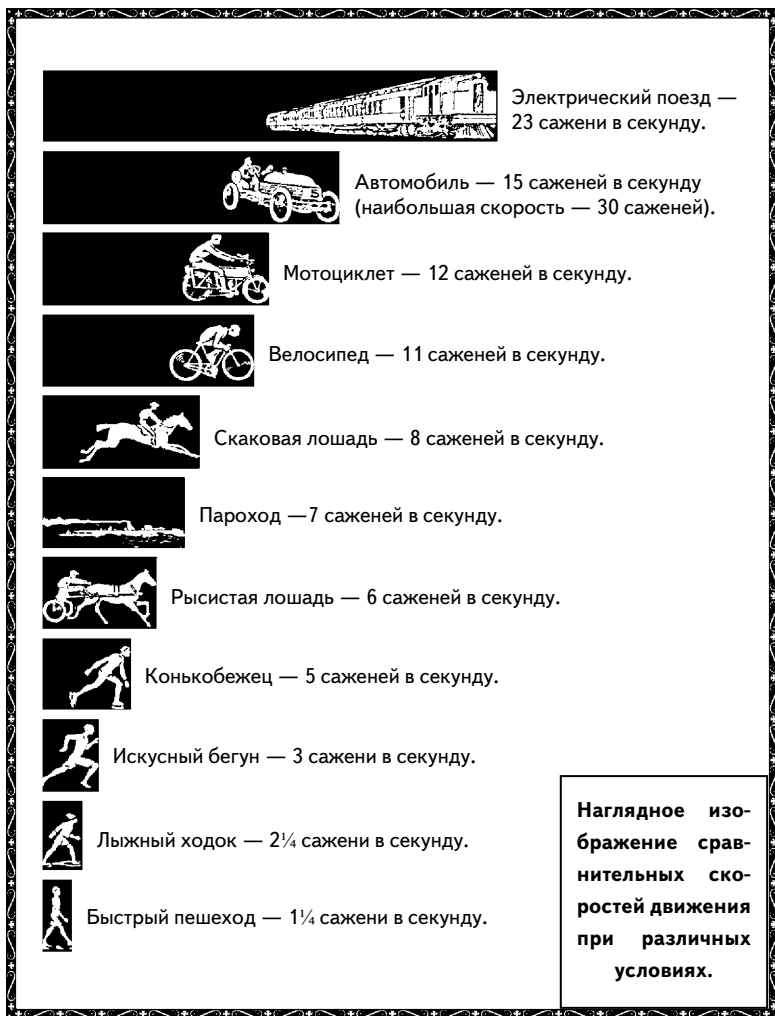 Электрический поезд —
23 сажени в секунду.
Автомобиль — 15 саженей в секунду
(наибольшая скорость — 30 саженей).
Мотоциклет — 12 саженей в секунду.
Велосипед — 11 саженей в секунду.
Скаковая лошадь — 8 саженей в секунду.
Пароход —7 саженей в секунду.
Рысистая лошадь — 6 саженей в секунду.
Конькобежец — 5 саженей в секунду.
Искусный бегун — 3 сажени в секунду.
Лыжный ходок — 2¼ сажени в секунду.
Быстрый пешеход — 1¼ сажени в секунду.
Наглядное изо-
бражение срав-
нительных ско-
ростей движения
при различных
условиях.